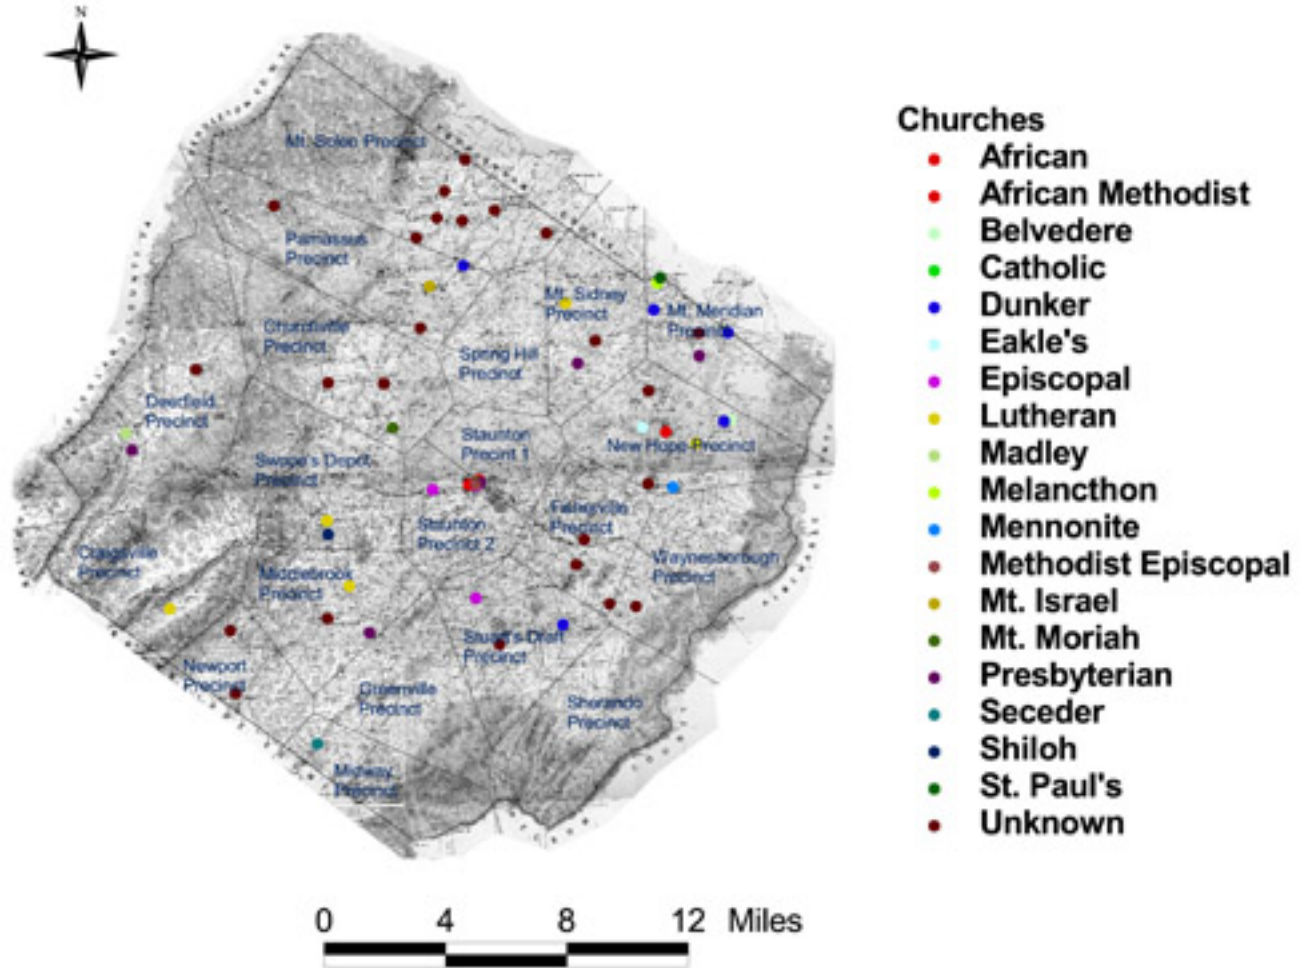 N
Mt. Solon Precinct
Parnassus
Precinct
Churchville
Precinct
Mt. Sidney
Precinct
Mt. Meridian
Precinct
Spring Hill
Precinct
Deerfield
Precinct
Staunton
Precint 1
New Hope Precinct
Swope's Depot
Precinct
Staunton
Precinct 2
Fishersville
Precinct
Craigsville
Precinct
Middlebrook
Precinct
Waynesborough
Precinct
Stuart's Draft
Precinct
Newport
Precinct
Greenville
Precinct
Sherando
Precinct
Midway
Precinct
Churches
African
African Methodist
Belvedere
Catholic
Dunker
Eakle's
Episcopal
Lutheran
Madley
Melancthon
Mennonite
Methodist Episcopal
Mt. Israel
Mt. Moriah
Presbyterian
Seceder
Shiloh
St. Paul's
Unknown
0 4 8 12 Miles